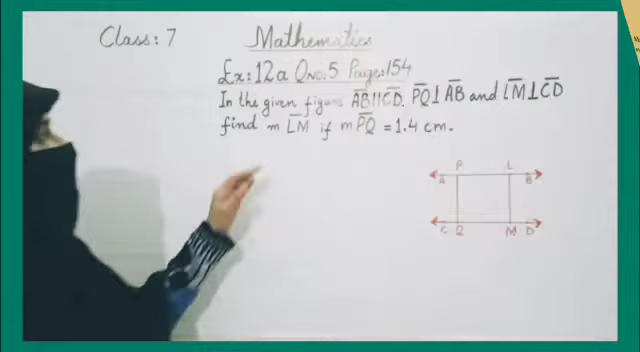 Class: 7
Mathematics
Ex: 12a Q No: 5 Page: 154
In the given figure AB||CD. PQ⊥AB and LM⊥CD
find m LM if m PQ = 1.4 cm.
P L
A B
C Q M D